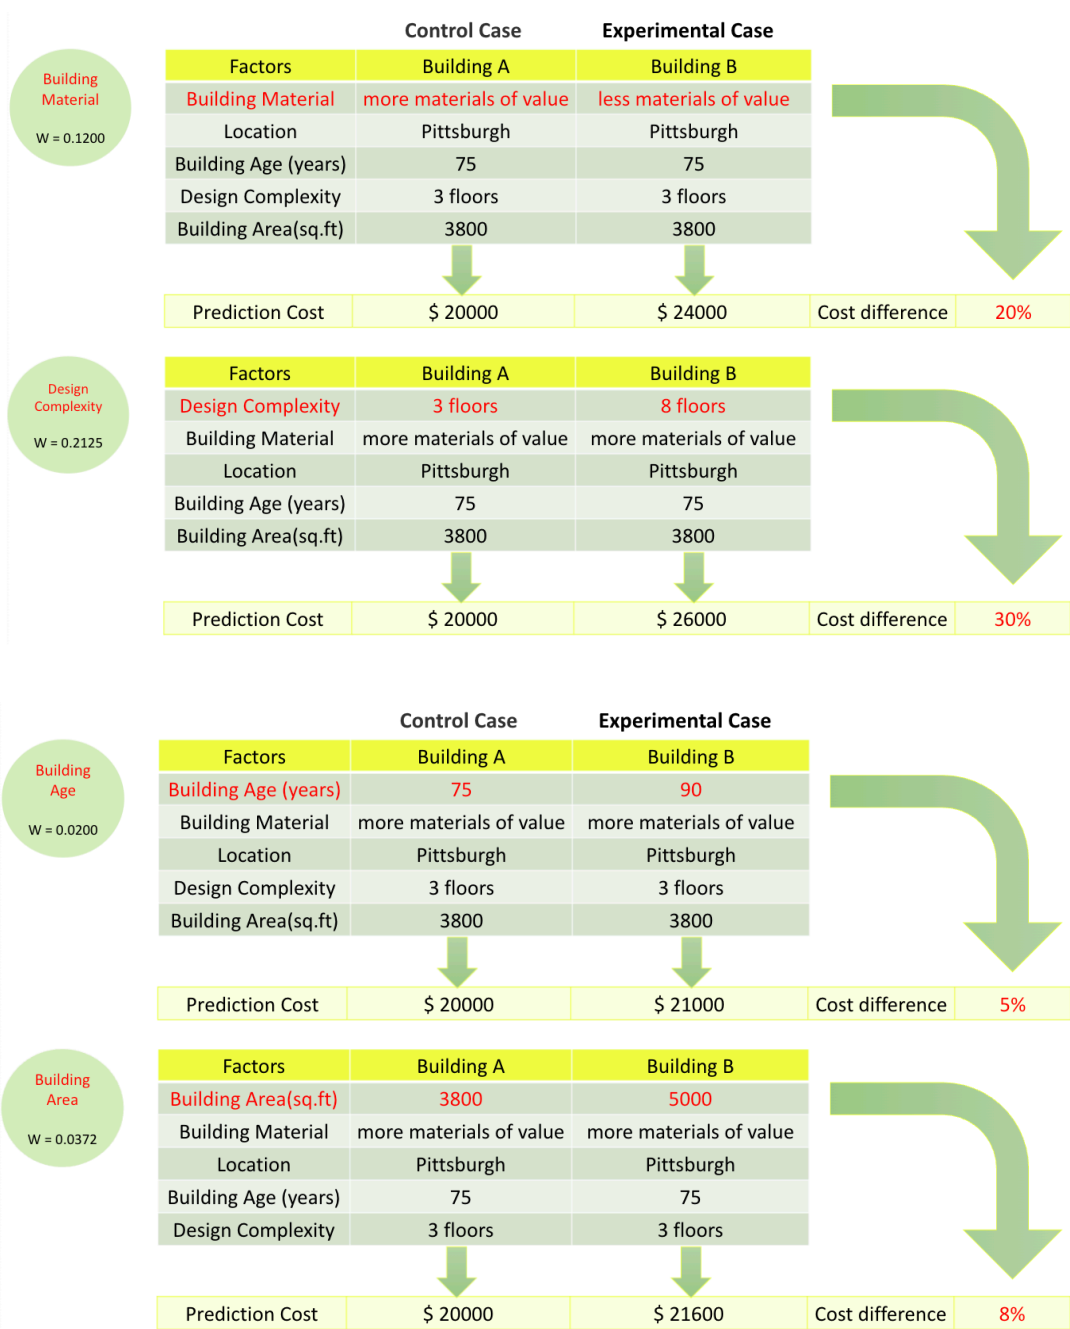 Control Case Experimental Case
Building
Material
W = 0.1200
Factors Building A Building B
Building Material more materials of value less materials of value
Location Pittsburgh Pittsburgh
Building Age (years) 75 75
Design Complexity 3 floors 3 floors
Building Area(sq.ft) 3800 3800
Prediction Cost $ 20000 $ 24000 Cost difference 20%
Design
Complexity
W = 0.2125
Factors Building A Building B
Design Complexity 3 floors 8 floors
Building Material more materials of value more materials of value
Location Pittsburgh Pittsburgh
Building Age (years) 75 75
Building Area(sq.ft) 3800 3800
Prediction Cost $ 20000 $ 26000 Cost difference 30%
Control Case Experimental Case
Building
Age
W = 0.0200
Factors Building A Building B
Building Age (years) 75 90
Building Material more materials of value more materials of value
Location Pittsburgh Pittsburgh
Design Complexity 3 floors 3 floors
Building Area(sq.ft) 3800 3800
Prediction Cost $ 20000 $ 21000 Cost difference 5%
Building
Area
W = 0.0372
Factors Building A Building B
Building Area(sq.ft) 3800 5000
Building Material more materials of value more materials of value
Location Pittsburgh Pittsburgh
Building Age (years) 75 75
Design Complexity 3 floors 3 floors
Prediction Cost $ 20000 $ 21600 Cost difference 8%